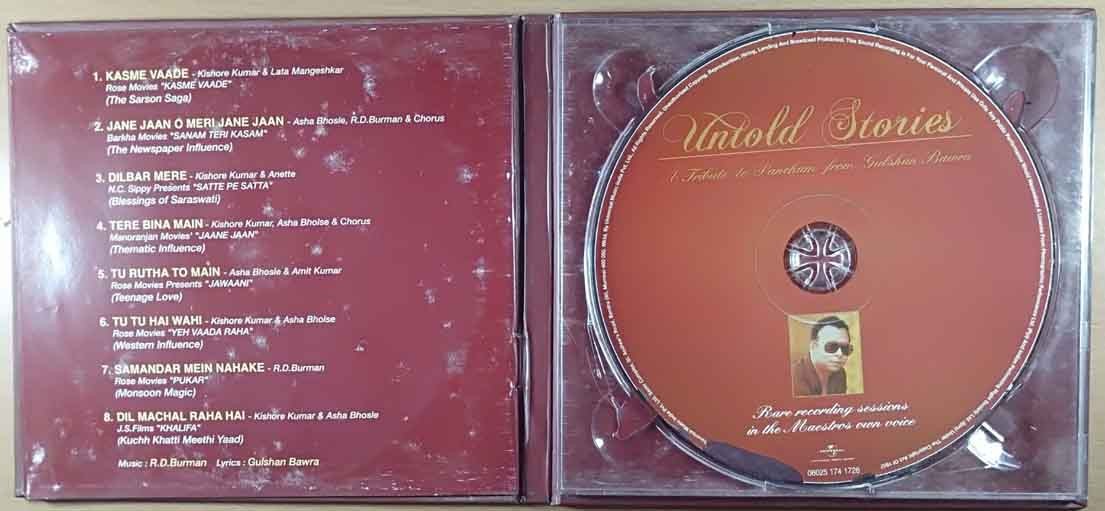 1. KASME VAADE - Kishore Kumar & Lata Mangeshkar
Rose Movies "KASME VAADE"
(The Sarson Saga)
2. JANE JAAN O MERI JANE JAAN - Asha Bhosle, R.D.Burman & Chorus
Barkha Movies "SANAM TERI KASAM"
(The Newspaper Influence)
3. DILBAR MERE - Kishore Kumar & Anette
N.C. Sippy Presents "SATTE PE SATTA"
(Blessings of Saraswati)
4. TERE BINA MAIN - Kishore Kumar, Asha Bholse & Chorus
Manoranjan Movies' "JAANE JAAN"
(Thematic Influence)
5. TU RUTHA TO MAIN - Asha Bhosle & Amit Kumar
Rose Movies Presents "JAWAANI"
(Teenage Love)
6. TU TU HAI WAHI - Kishore Kumar & Asha Bholse
Rose Movies "YEH VAADA RAHA"
(Western Influence)
7. SAMANDAR MEIN NAHAKE - R.D.Burman
Rose Movies "PUKAR"
(Monsoon Magic)
8. DIL MACHAL RAHA HAI - Kishore Kumar & Asha Bhosle
J.S.Films "KHALIFA"
(Kuchh Khatti Meethi Yaad)
Music : R.D.Burman Lyrics : Gulshan Bawra
Untold Stories
A Tribute to Pancham from Gulshan Bawra
Rare recording sessions
in the Maestros own voice
UNIVERSAL
06025 174 1726